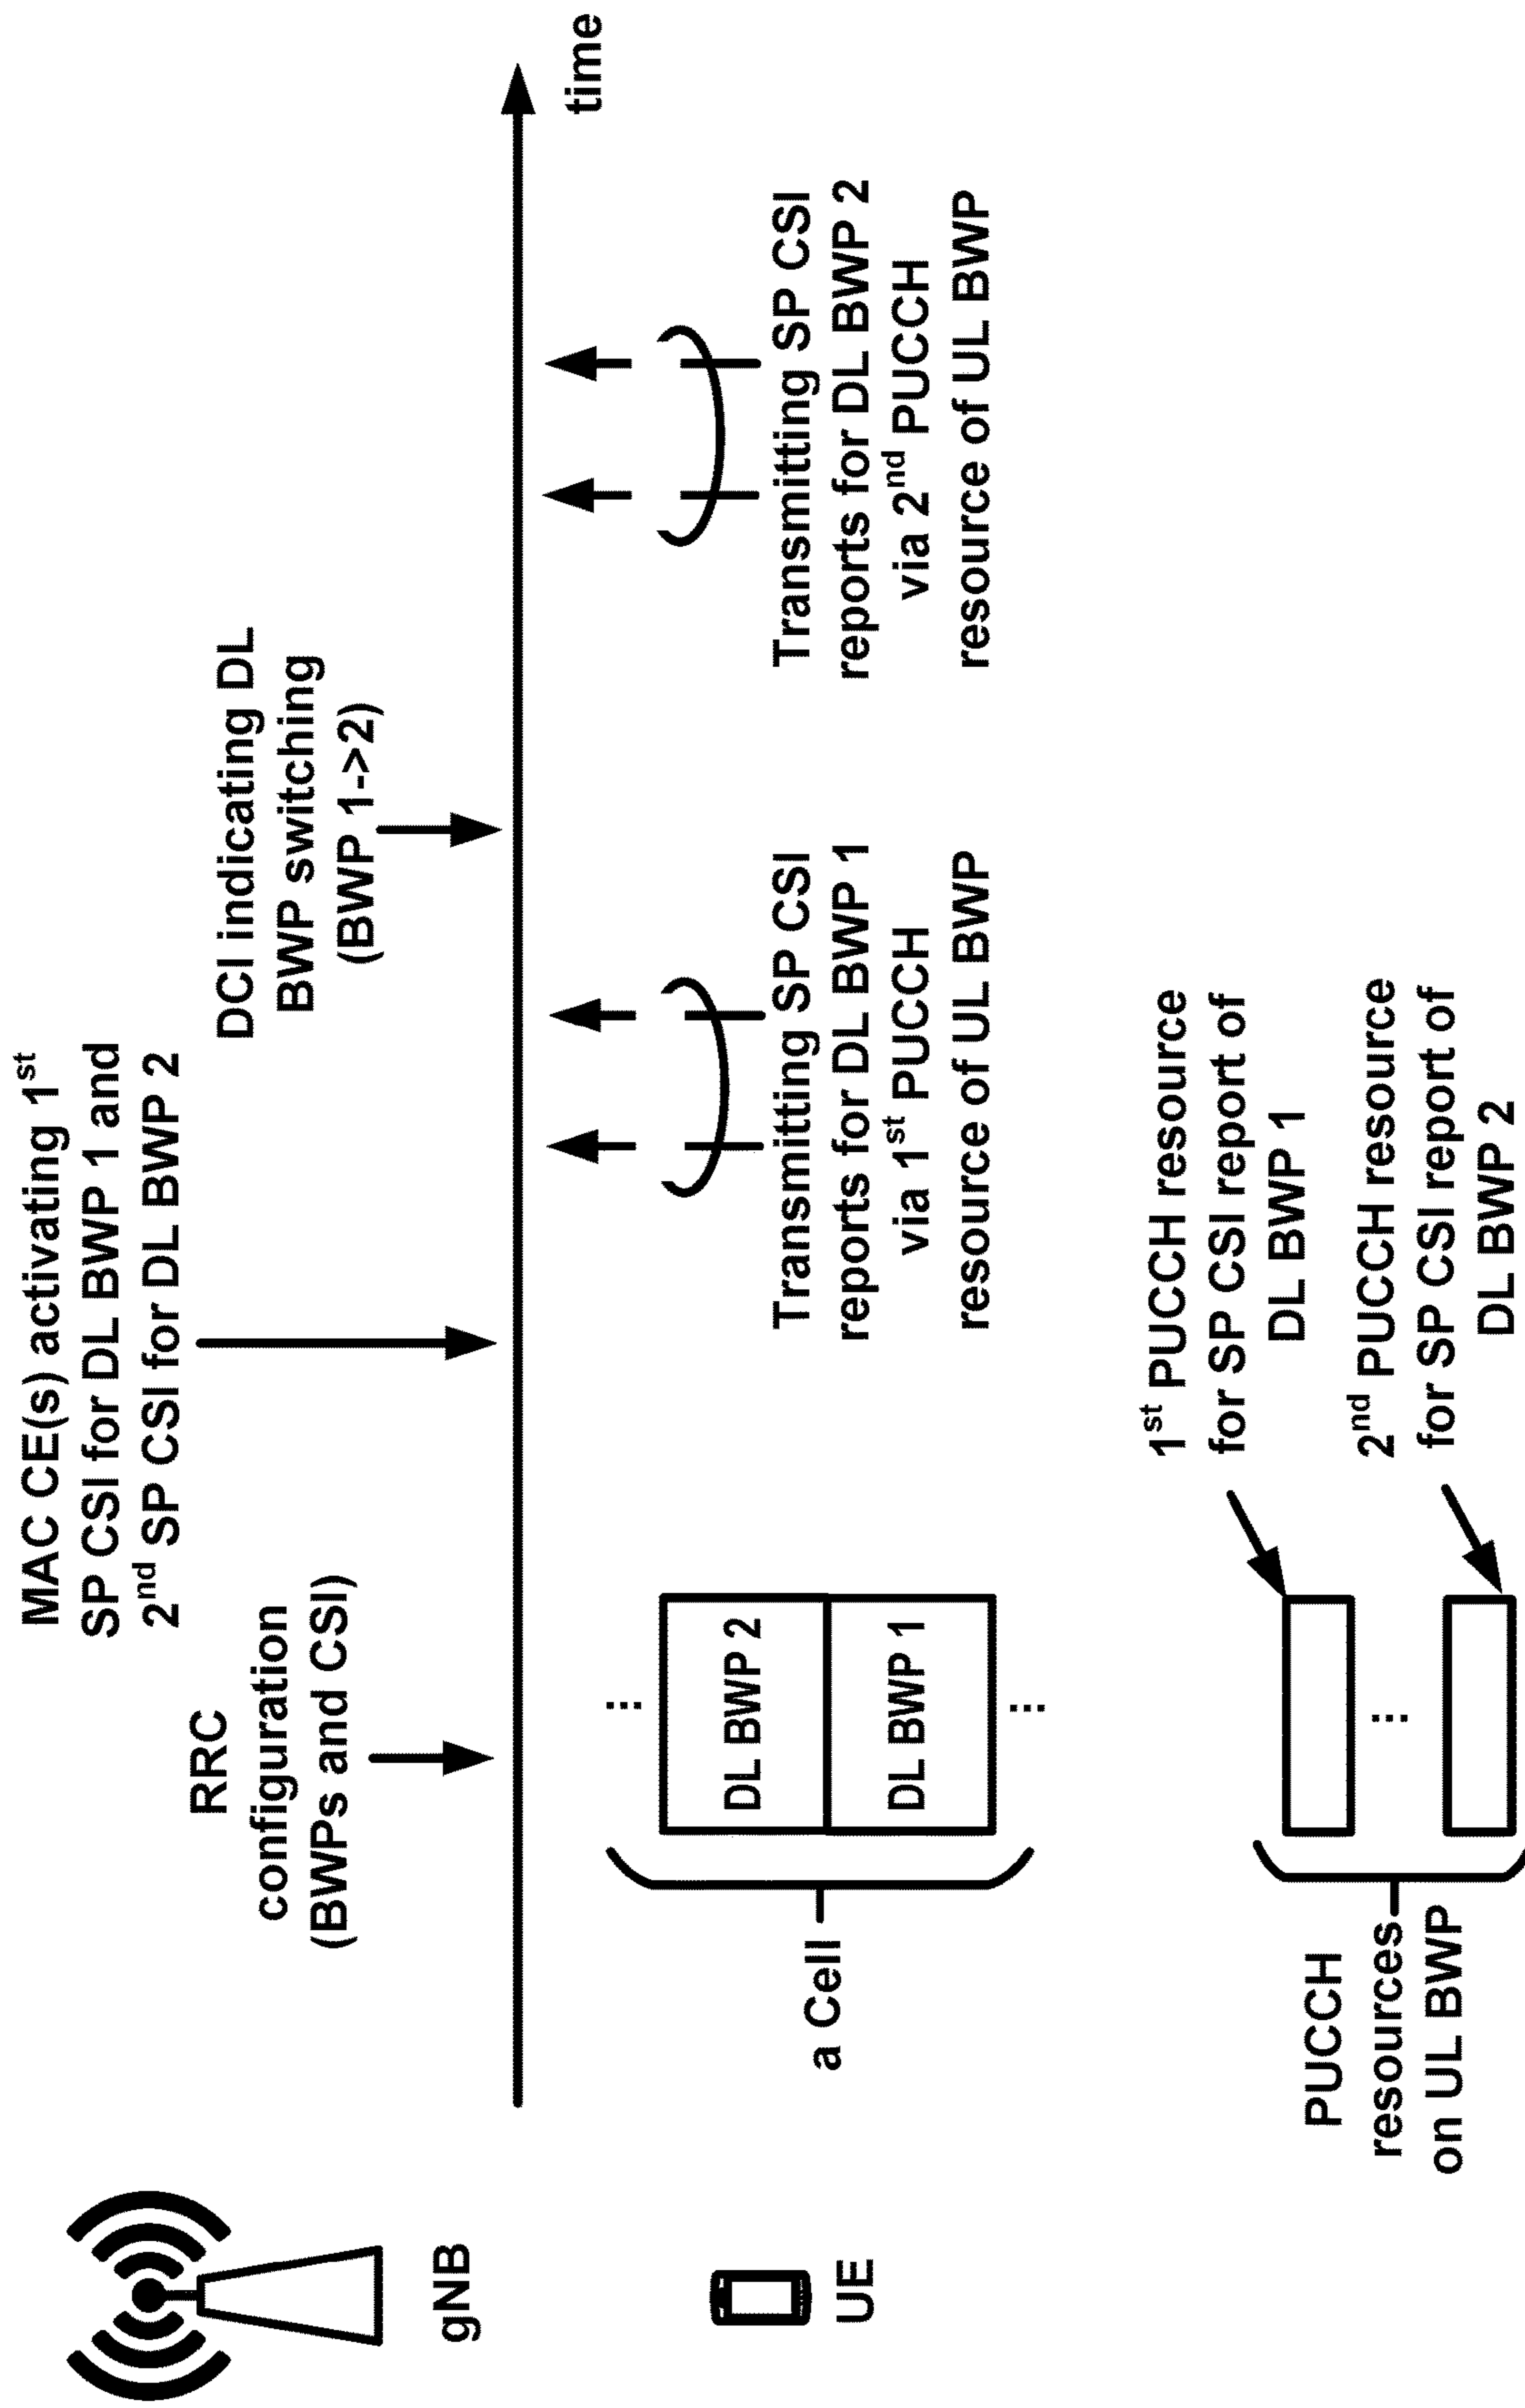 MAC CE(s) activating 1st
SP CSI for DL BWP 1 and
2nd SP CSI for DL BWP 2
RRC
configuration
(BWPs and CSI)
DCI indicating DL
BWP switching
(BWP 1->2)
gNB
time
UE
a Cell
...
DL BWP 2
DL BWP 1
...
Transmitting SP CSI
reports for DL BWP 1
via 1st PUCCH
resource of UL BWP
Transmitting SP CSI
reports for DL BWP 2
via 2nd PUCCH
resource of UL BWP
PUCCH
resources
on UL BWP
...
1st PUCCH resource
for SP CSI report of
DL BWP 1
2nd PUCCH resource
for SP CSI report of
DL BWP 2